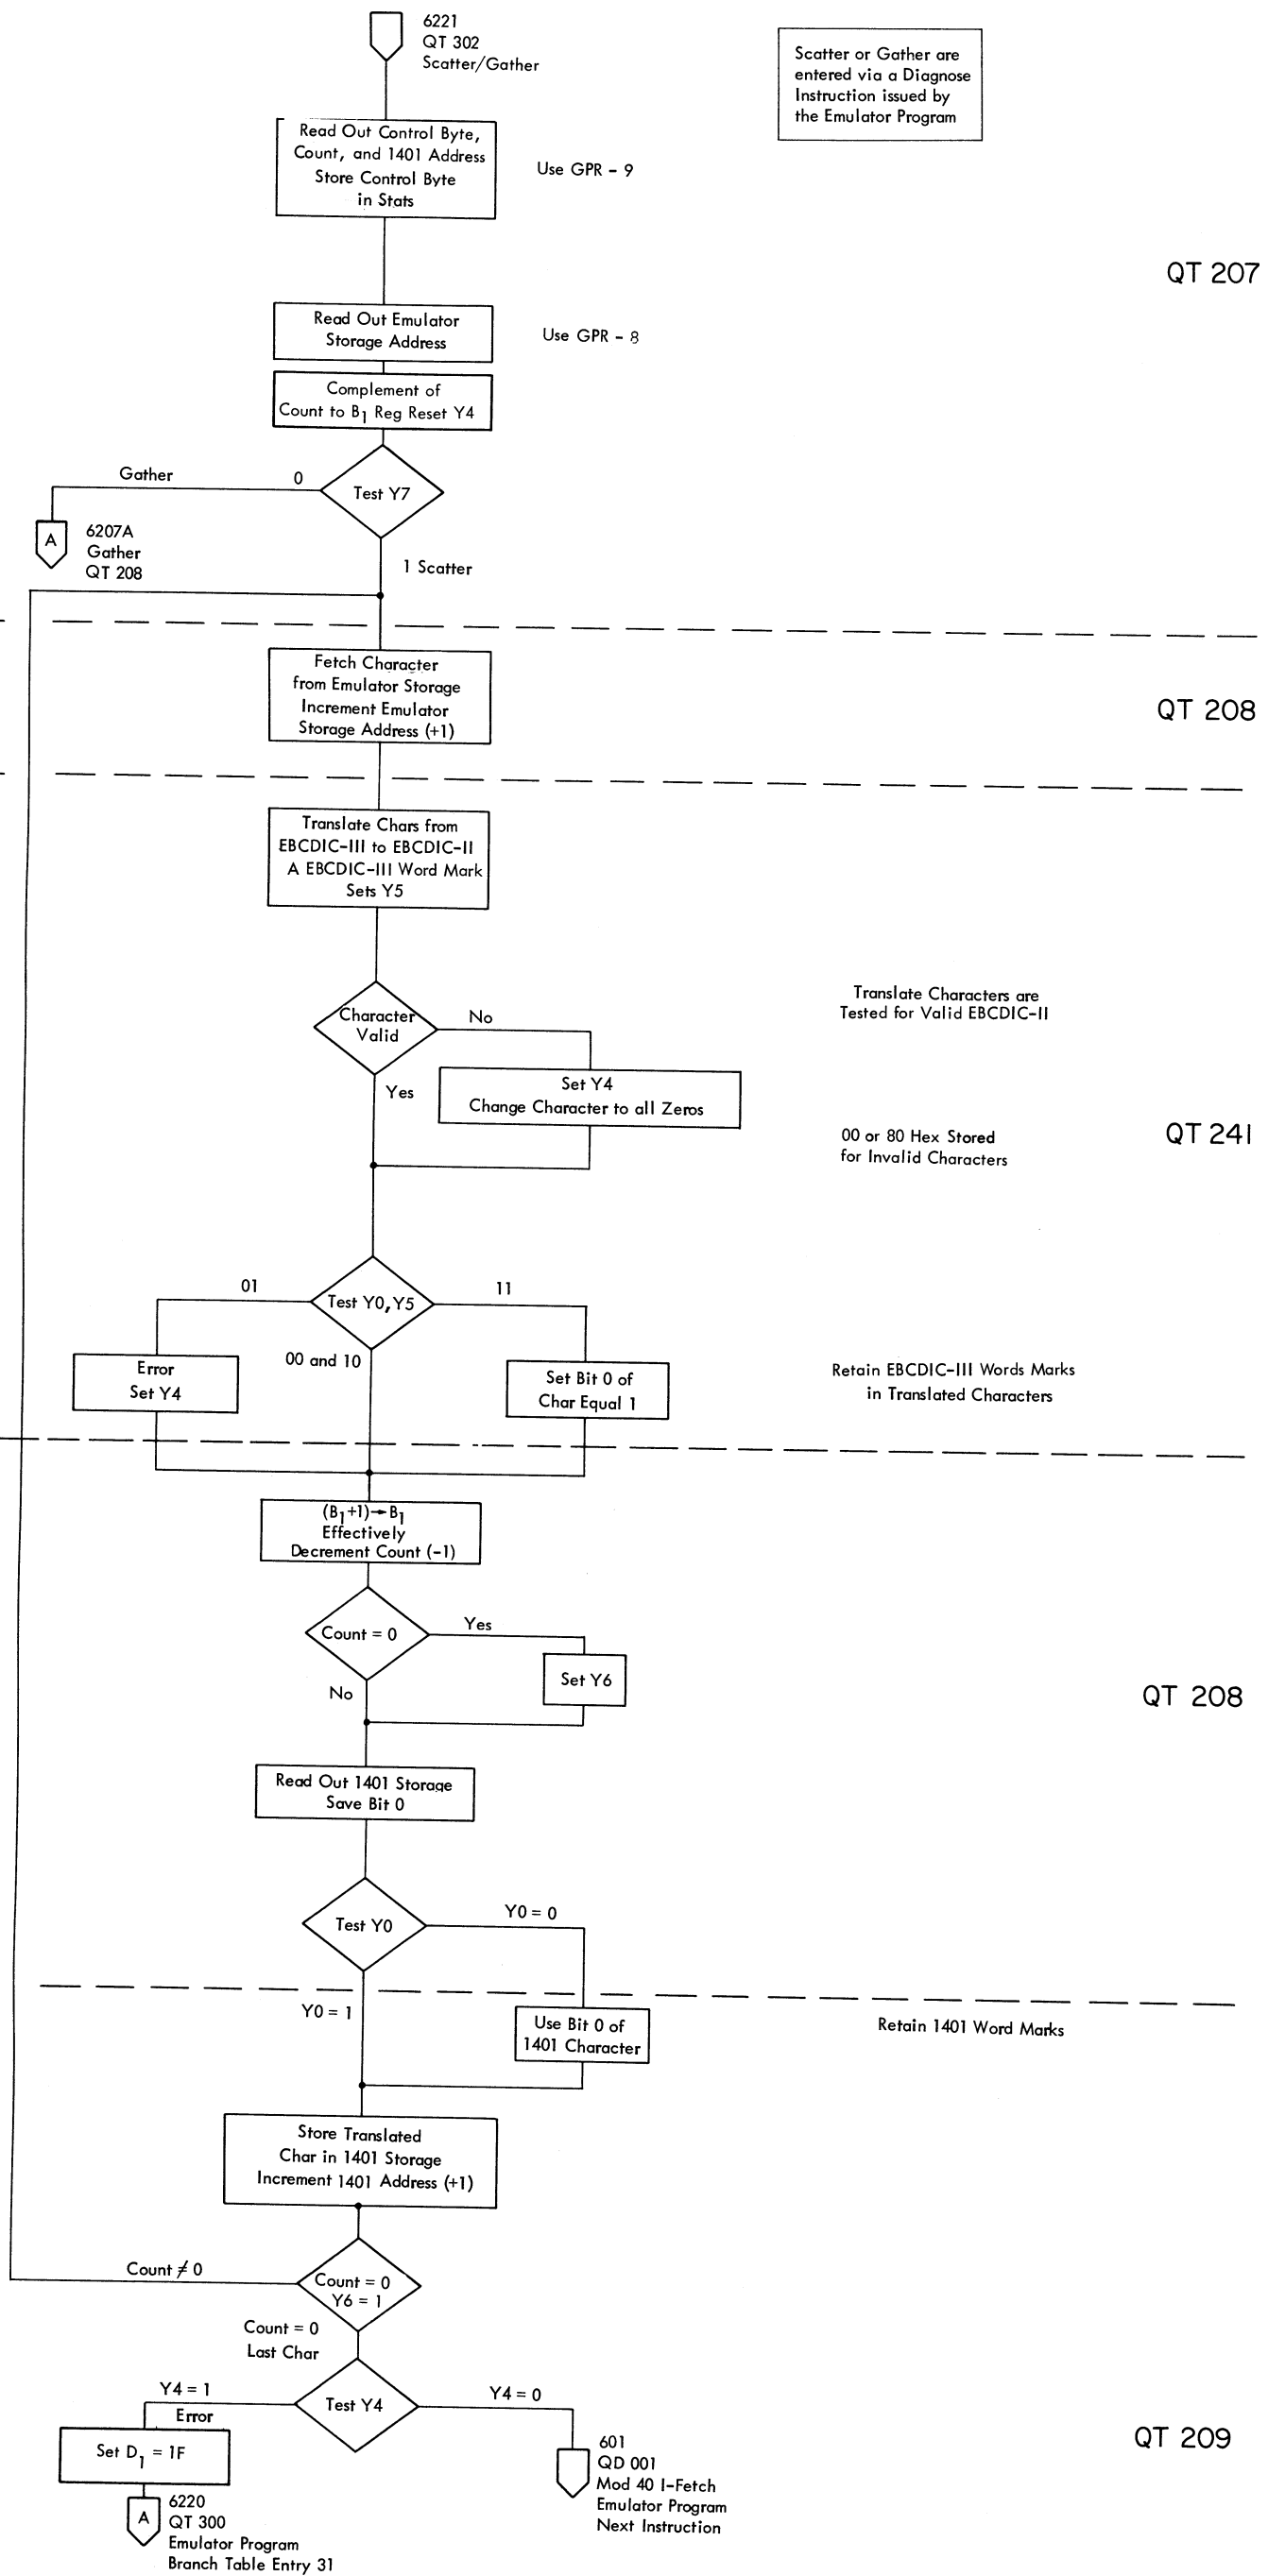 6221
QT 302
Scatter/Gather
Scatter or Gather are
entered via a Diagnose
Instruction issued by
the Emulator Program
Read Out Control Byte,
Count, and 1401 Address
Store Control Byte
in Stats
Use GPR - 9
QT 207
Read Out Emulator
Storage Address
Use GPR - 8
Complement of
Count to B1 Reg Reset Y4
Gather
0
Test Y7
A
6207A
Gather
QT 208
1 Scatter
Fetch Character
from Emulator Storage
Increment Emulator
Storage Address (+1)
QT 208
Translate Chars from
EBCDIC-III to EBCDIC-II
A EBCDIC-III Word Mark
Sets Y5
Character
Valid
No
Translate Characters are
Tested for Valid EBCDIC-II
Yes
Set Y4
Change Character to all Zeros
00 or 80 Hex Stored
for Invalid Characters
QT 241
01
Test Y0, Y5
11
00 and 10
Error
Set Y4
Set Bit 0 of
Char Equal 1
Retain EBCDIC-III Words Marks
in Translated Characters
(B1+1)→B1
Effectively
Decrement Count (-1)
Count = 0
Yes
Set Y6
No
QT 208
Read Out 1401 Storage
Save Bit 0
Test Y0
Y0 = 0
Y0 = 1
Use Bit 0 of
1401 Character
Retain 1401 Word Marks
Store Translated
Char in 1401 Storage
Increment 1401 Address (+1)
Count ≠ 0
Count = 0
Y6 = 1
Count = 0
Last Char
Y4 = 1
Error
Test Y4
Y4 = 0
Set D1 = 1F
601
QD 001
Mod 40 I-Fetch
Emulator Program
Next Instruction
QT 209
A
6220
QT 300
Emulator Program
Branch Table Entry 31